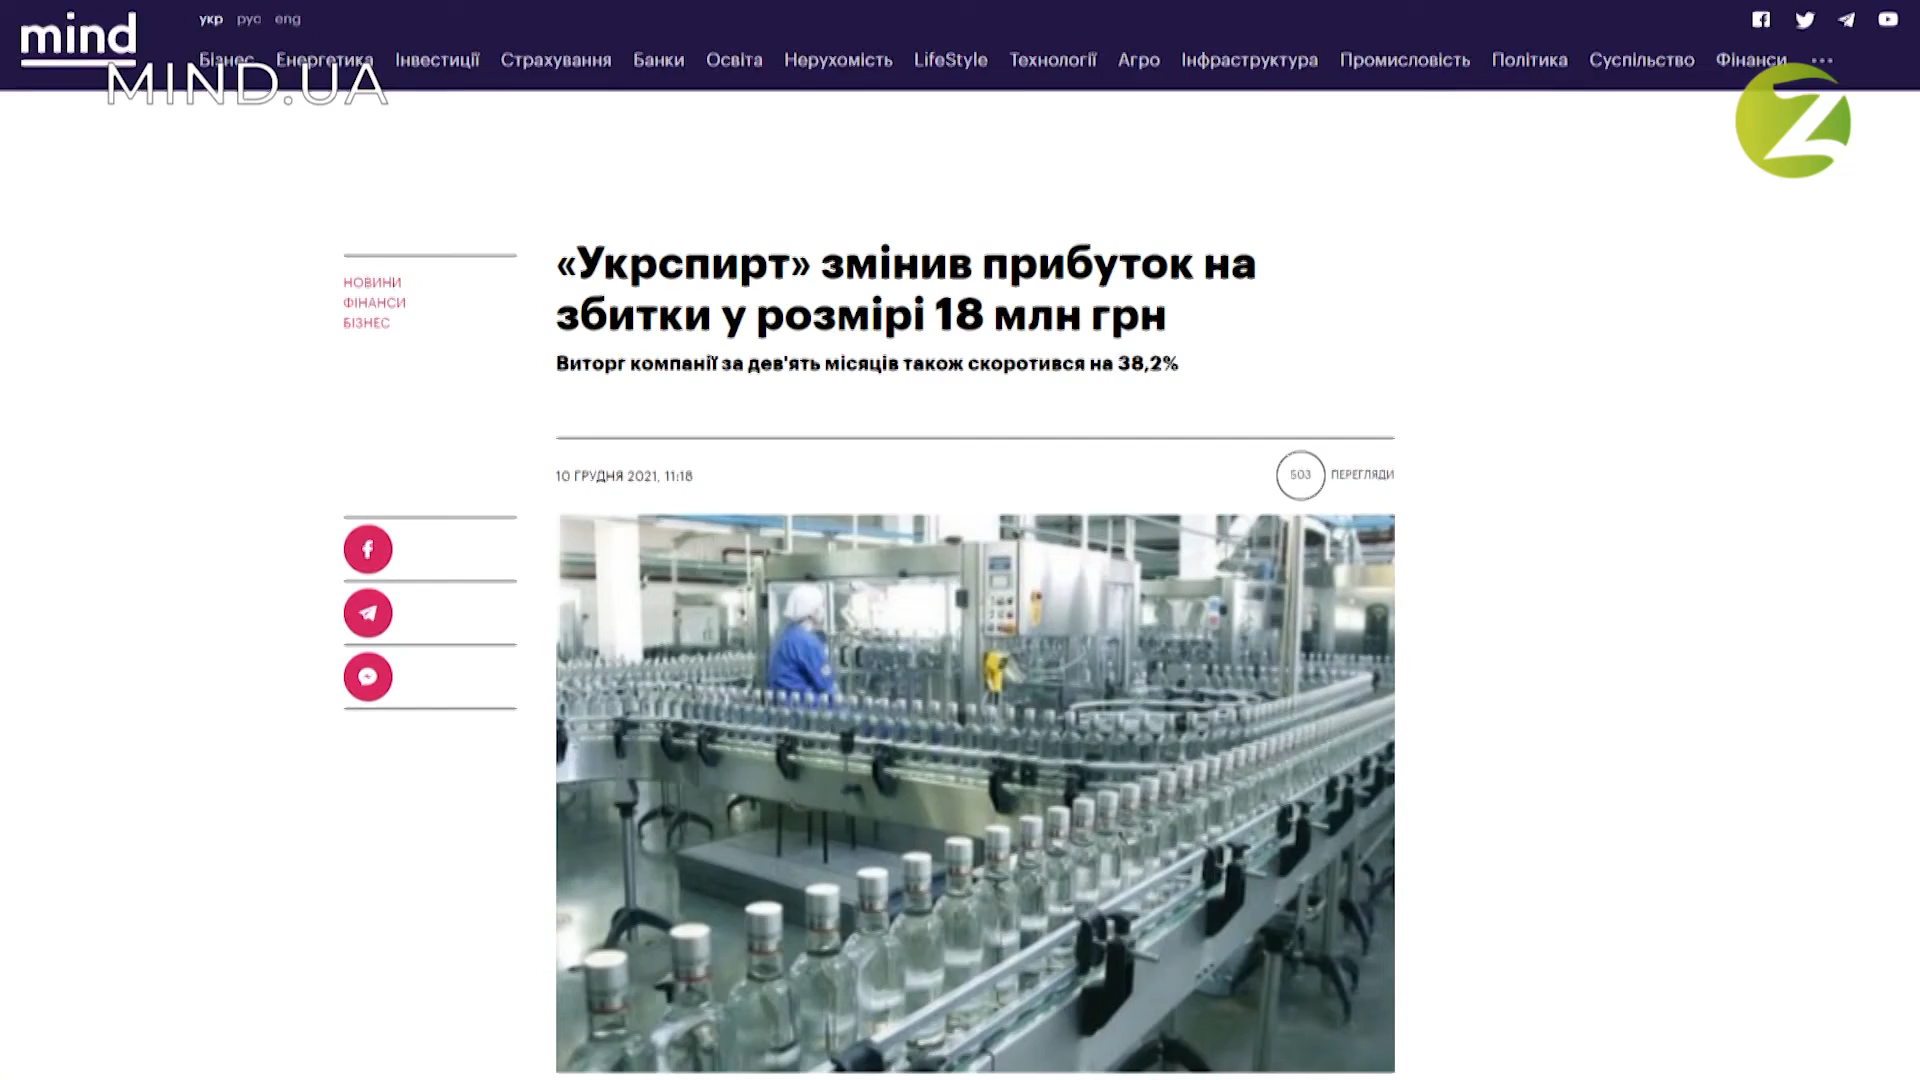 mind
укр рус eng
Бізнес Енергетика Інвестиції Страхування Банки Освіта Нерухомість LifeStyle Технології Агро Інфраструктура Промисловість Політика Суспільство Фінанси ...
MIND.UA
Z
НОВИНИ
ФІНАНСИ
БІЗНЕС
«Укрспирт» змінив прибуток на
збитки у розмірі 18 млн грн
Виторг компанії за дев'ять місяців також скоротився на 38,2%
10 ГРУДНЯ 2021, 11:18
503 ПЕРЕГЛЯДИ